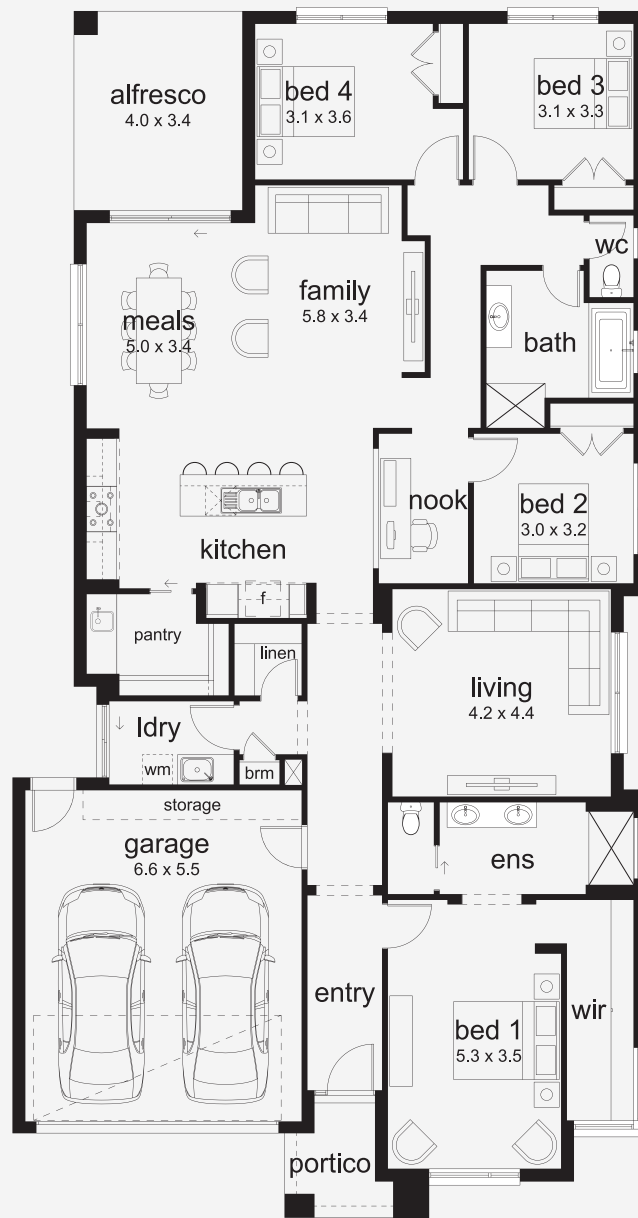 bed 4
3.1 x 3.6
bed 3
3.1 x 3.3
alfresco
4.0 x 3.4
wc
family
5.8 x 3.4
meals
5.0 x 3.4
bath
nook
bed 2
3.0 x 3.2
kitchen
f
pantry
linen
living
4.2 x 4.4
ldry
wm
brm
storage
garage
6.6 x 5.5
ens
entry
bed 1
5.3 x 3.5
wir
portico